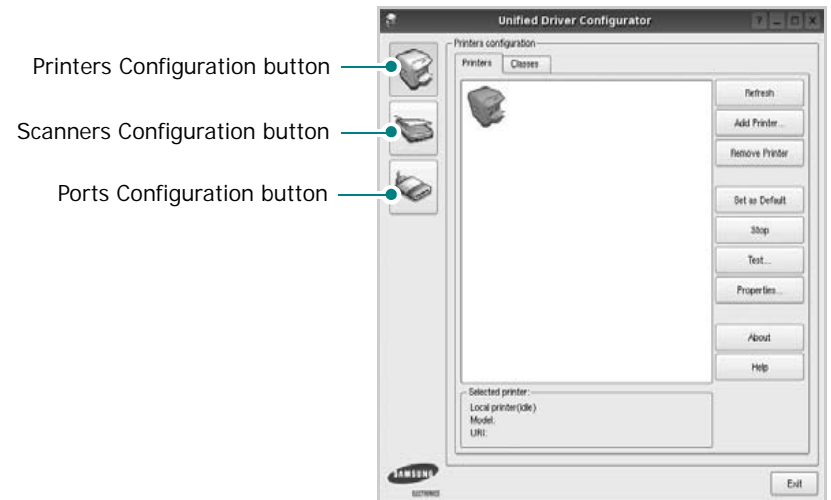 Unified Driver Configurator
Printers configuration
Printers Configuration button
Printers Classes
Refresh
Add Printer...
Scanners Configuration button
Remove Printer
Ports Configuration button
Set as Default
Stop
Test...
Properties...
About
Help
Selected printer:
Local printer(idle)
Model:
URI:
SAMSUNG
ELECTRONICS
Exit